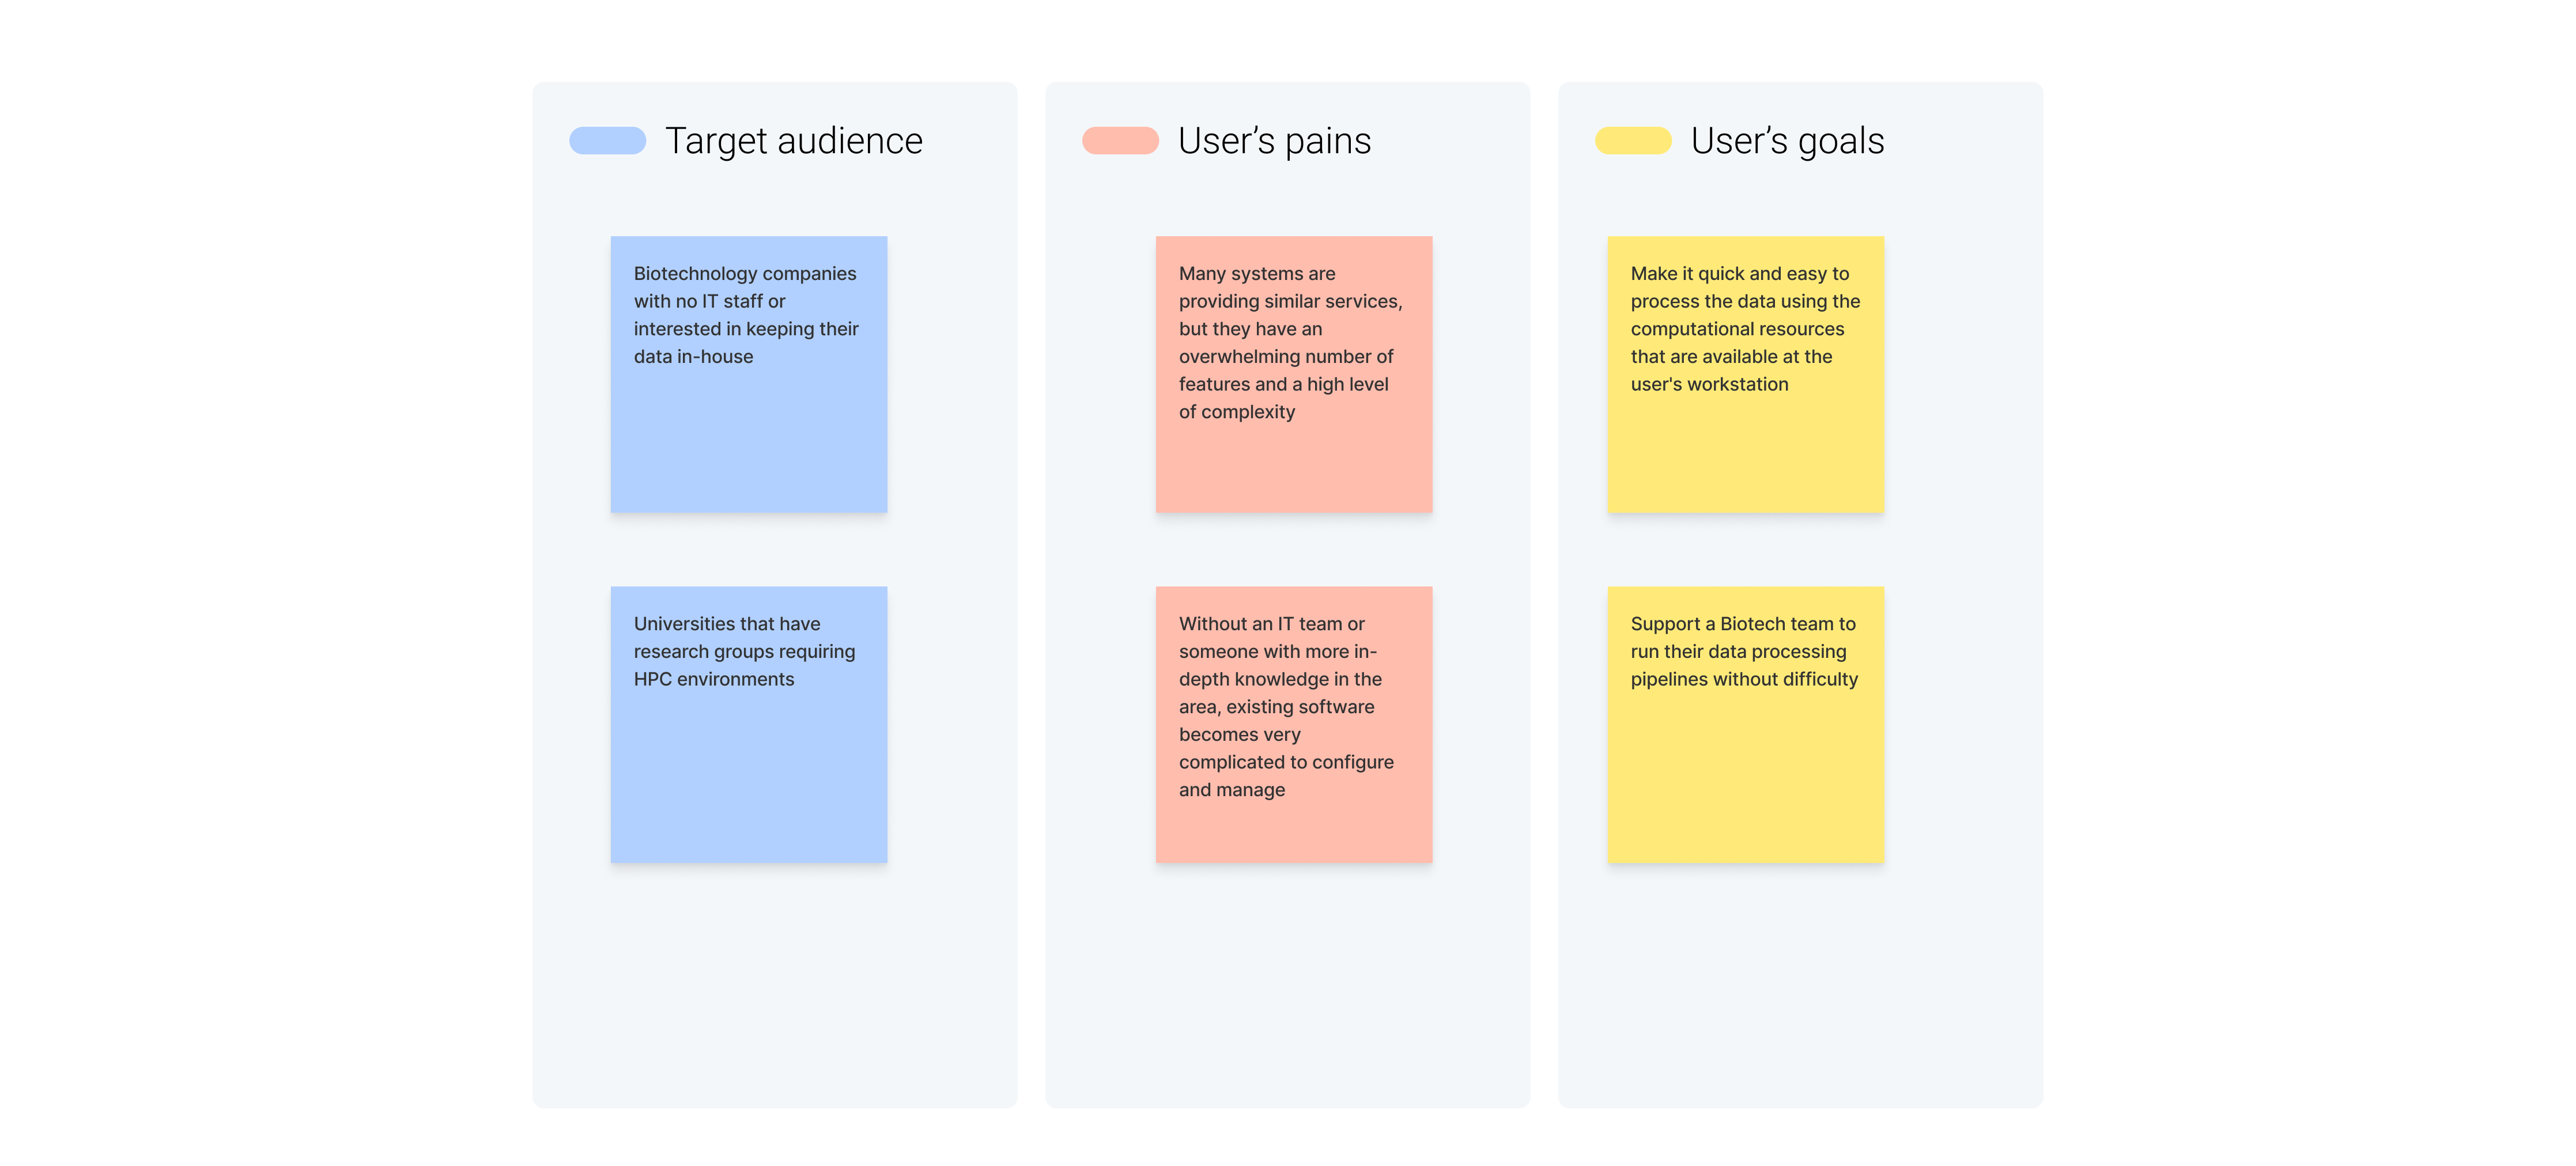 Target audience
Biotechnology companies
with no IT staff or
interested in keeping their
data in-house
Universities that have
research groups requiring
HPC environments
User’s pains
Many systems are
providing similar services,
but they have an
overwhelming number of
features and a high level
of complexity
Without an IT team or
someone with more in-
depth knowledge in the
area, existing software
becomes very
complicated to configure
and manage
User’s goals
Make it quick and easy to
process the data using the
computational resources
that are available at the
user's workstation
Support a Biotech team to
run their data processing
pipelines without difficulty